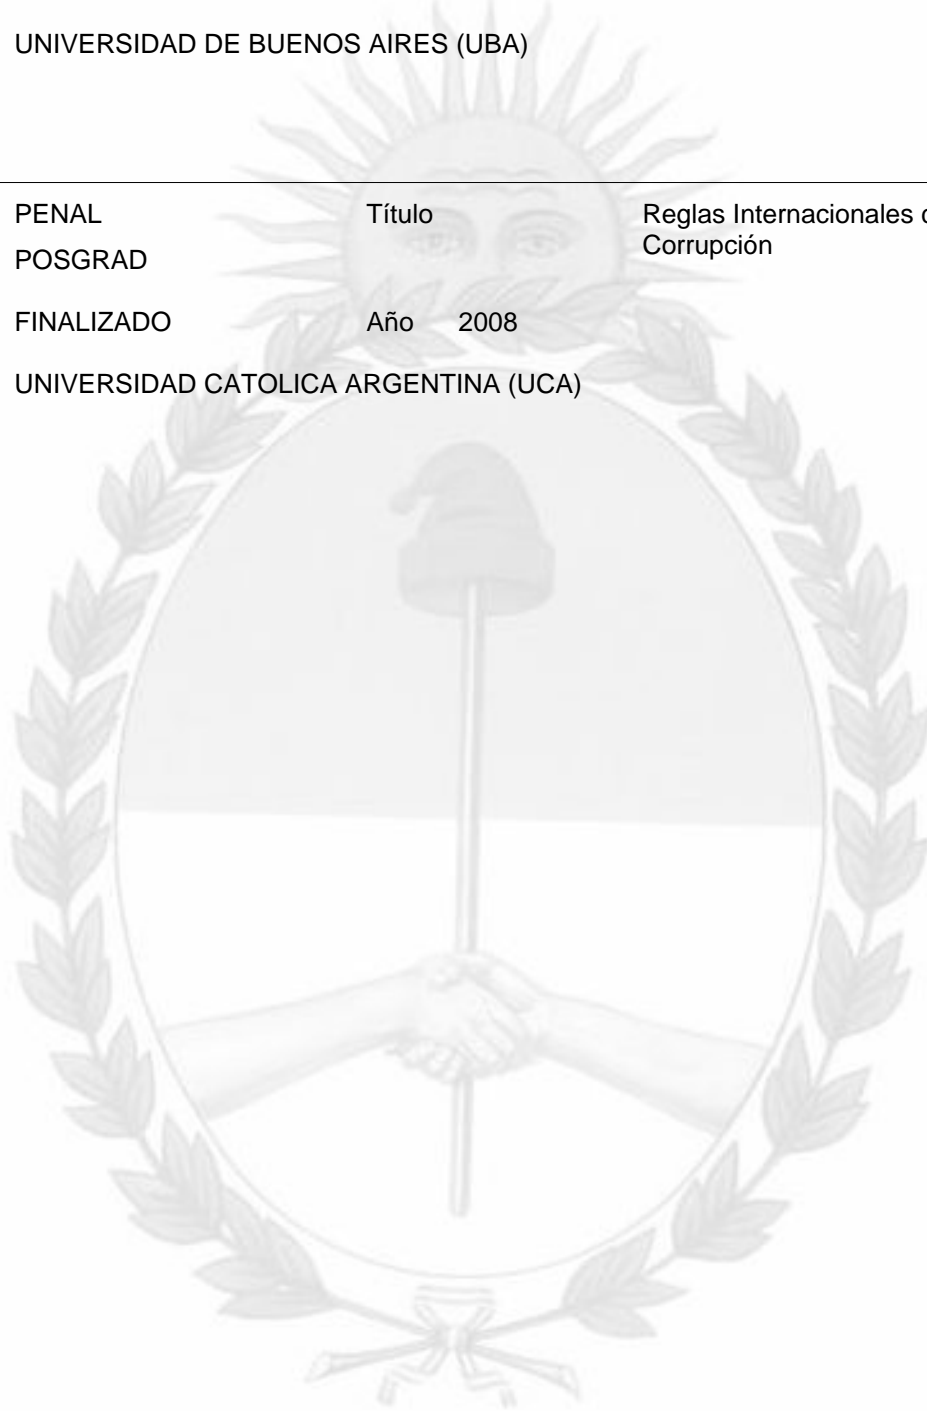 UNIVERSIDAD DE BUENOS AIRES (UBA)
PENAL Título Reglas Internacionales
Corrupción
POSGRAD
FINALIZADO Año 2008
UNIVERSIDAD CATOLICA ARGENTINA (UCA)